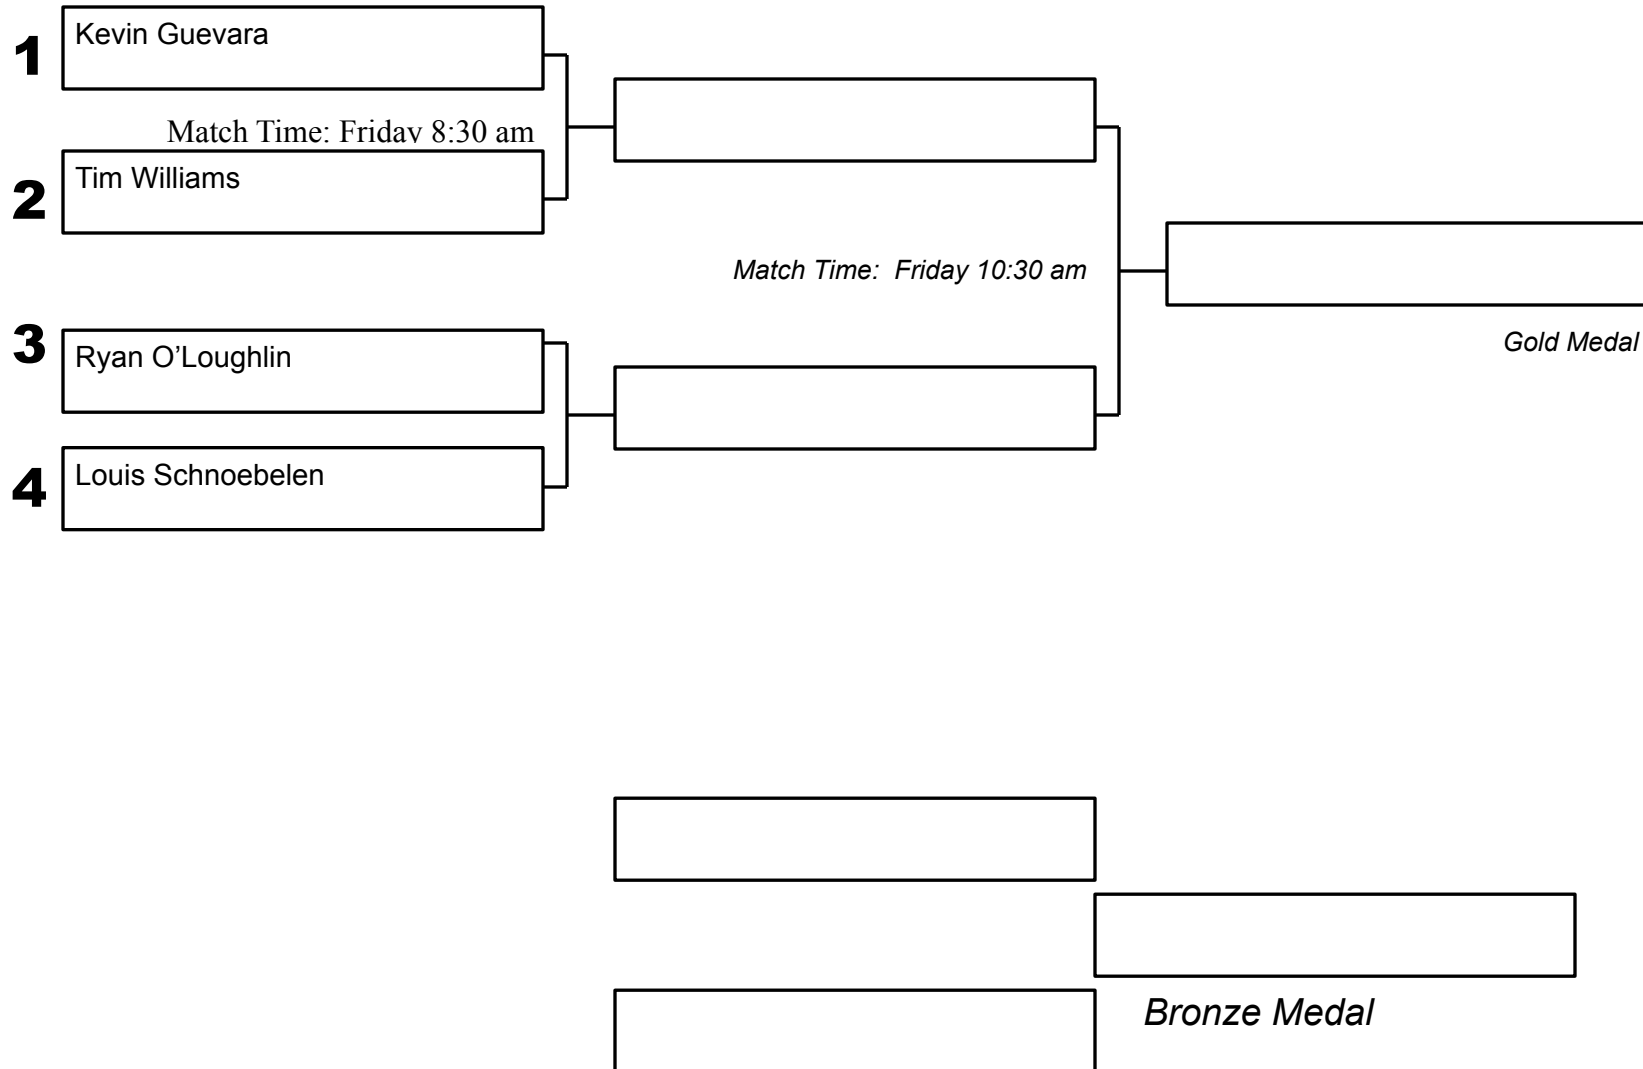 1
Kevin Guevara
Match Time: Friday 8:30 am
2
Tim Williams
Match Time: Friday 10:30 am
3
Ryan O’Loughlin
Gold Medal
4
Louis Schnoebelen
Bronze Medal